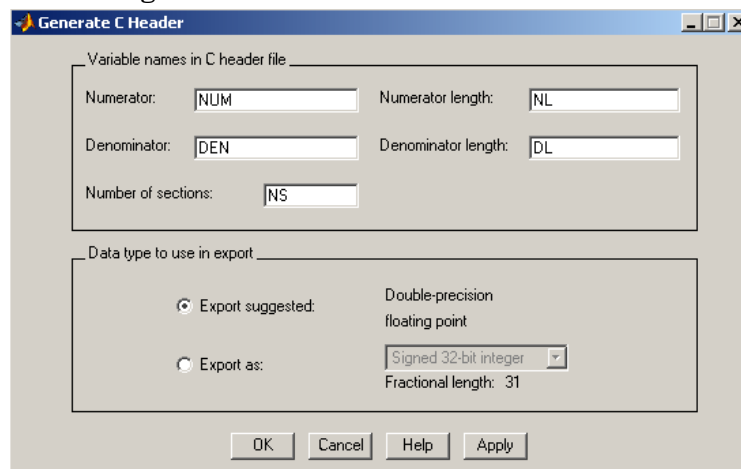 Generate C Header
Variable names in C header file
Numerator: NUM Numerator length: NL
Denominator: DEN Denominator length: DL
Number of sections: NS
Data type to use in export
Export suggested: Double-precision
floating point
Export as: Signed 32-bit integer
Fractional length: 31
OK Cancel Help Apply